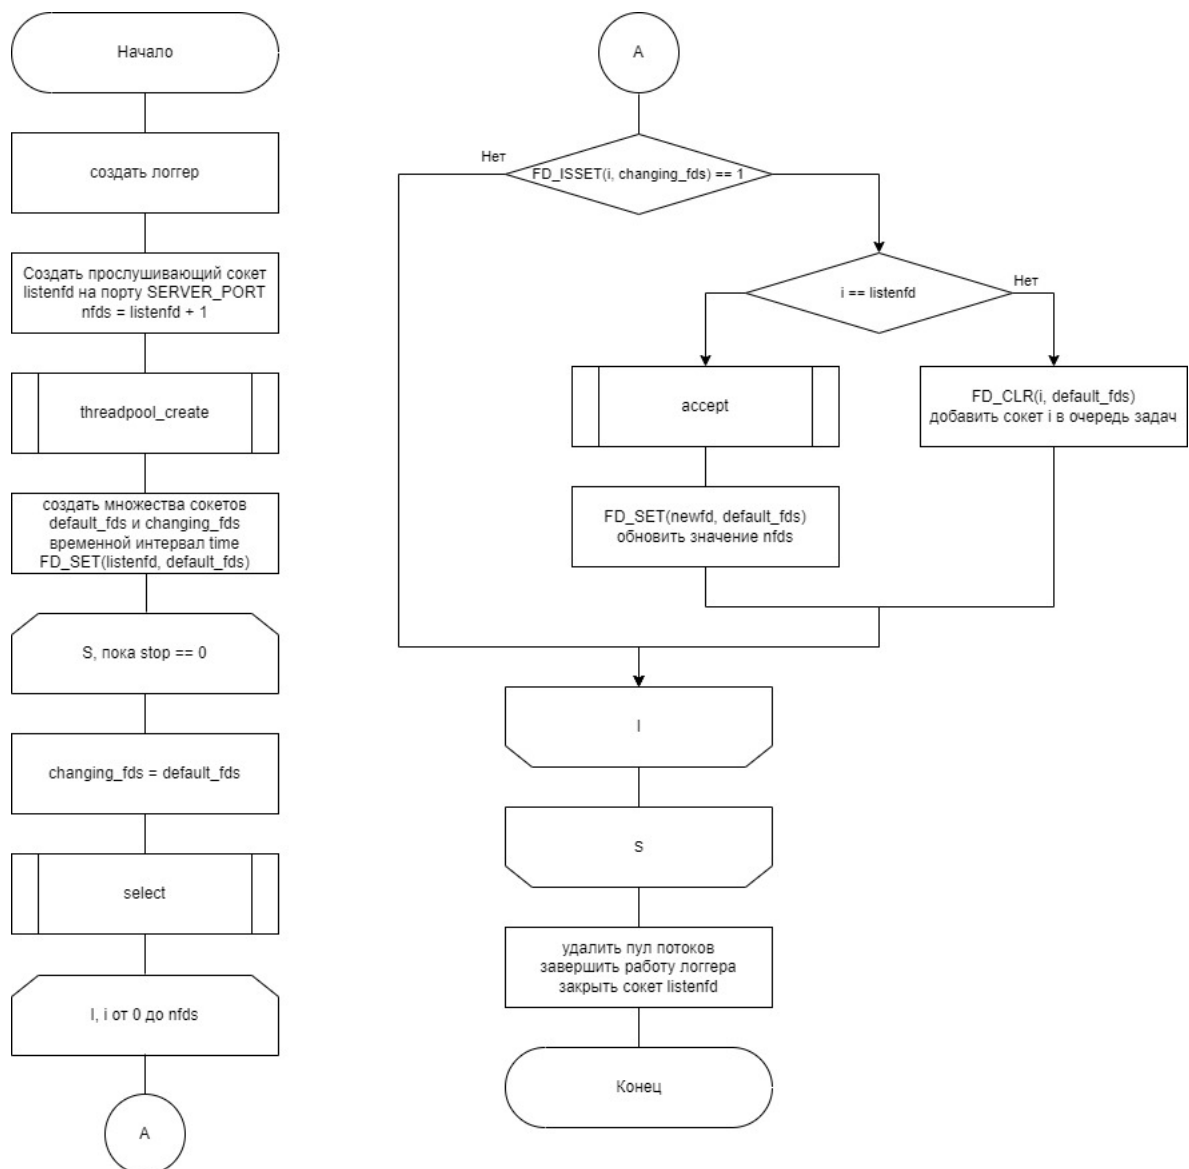 Начало
создать логгер
Создать прослушивающий сокет
listenfd на порту SERVER_PORT
nfds = listenfd + 1
threadpool_create
создать множества сокетов
default_fds и changing_fds
временной интервал time
FD_SET(listenfd, default_fds)
S, пока stop == 0
changing_fds = default_fds
select
I, i от 0 до nfds
A
A
Нет
FD_ISSET(i, changing_fds) == 1
i == listenfd
Нет
accept
FD_CLR(i, default_fds)
добавить сокет i в очередь задач
FD_SET(newfd, default_fds)
обновить значение nfds
I
S
удалить пул потоков
завершить работу логгера
закрыть сокет listenfd
Конец